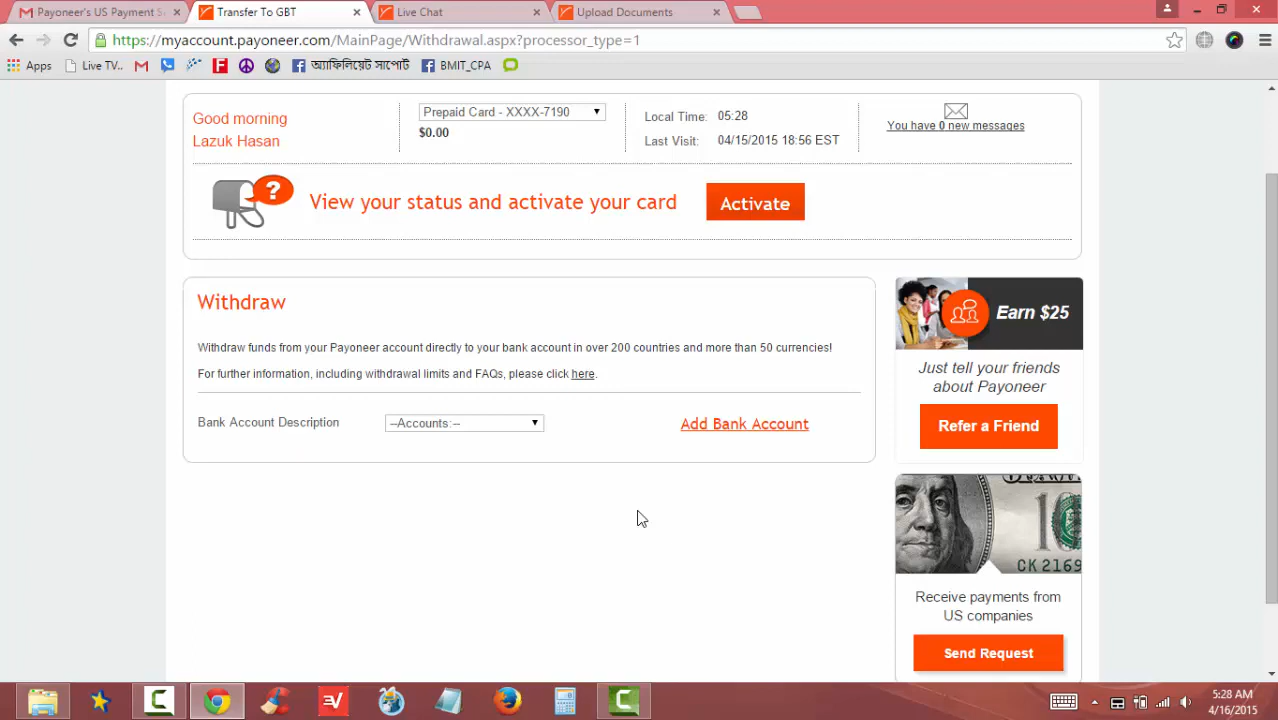 Payoneer's US Payment S
Transfer To GBT
Live Chat
Upload Documents
https://myaccount.payoneer.com/MainPage/Withdrawal.aspx?processor_type=1
Apps
Live TV..
অ্যাফিলিয়েট সাপোর্ট
BMIT_CPA
Good morning
Lazuk Hasan
Prepaid Card - XXXX-7190
$0.00
Local Time: 05:28
Last Visit: 04/15/2015 18:56 EST
You have 0 new messages
View your status and activate your card
Activate
Withdraw
Withdraw funds from your Payoneer account directly to your bank account in over 200 countries and more than 50 currencies!
For further information, including withdrawal limits and FAQs, please click here.
Bank Account Description
--Accounts:--
Add Bank Account
Earn $25
Just tell your friends
about Payoneer
Refer a Friend
CK 2169
Receive payments from
US companies
Send Request
5:28 AM
4/16/2015